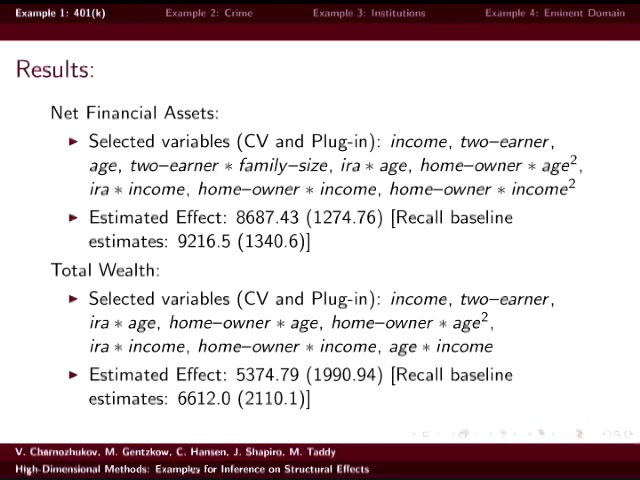 Example 1: 401(k) Example 2: Crime Example 3: Institutions Example 4: Eminent Domain
Results:
Net Financial Assets:
► Selected variables (CV and Plug-in): income, two–earner,
age, two–earner ∗ family–size, ira ∗ age, home–owner ∗ age²,
ira ∗ income, home–owner ∗ income, home–owner ∗ income²
► Estimated Effect: 8687.43 (1274.76) [Recall baseline
estimates: 9216.5 (1340.6)]
Total Wealth:
► Selected variables (CV and Plug-in): income, two–earner,
ira ∗ age, home–owner ∗ age, home–owner ∗ age²,
ira ∗ income, home–owner ∗ income, age ∗ income
► Estimated Effect: 5374.79 (1990.94) [Recall baseline
estimates: 6612.0 (2110.1)]
V. Chernozhukov, M. Gentzkow, C. Hansen, J. Shapiro, M. Taddy
High-Dimensional Methods: Examples for Inference on Structural Effects